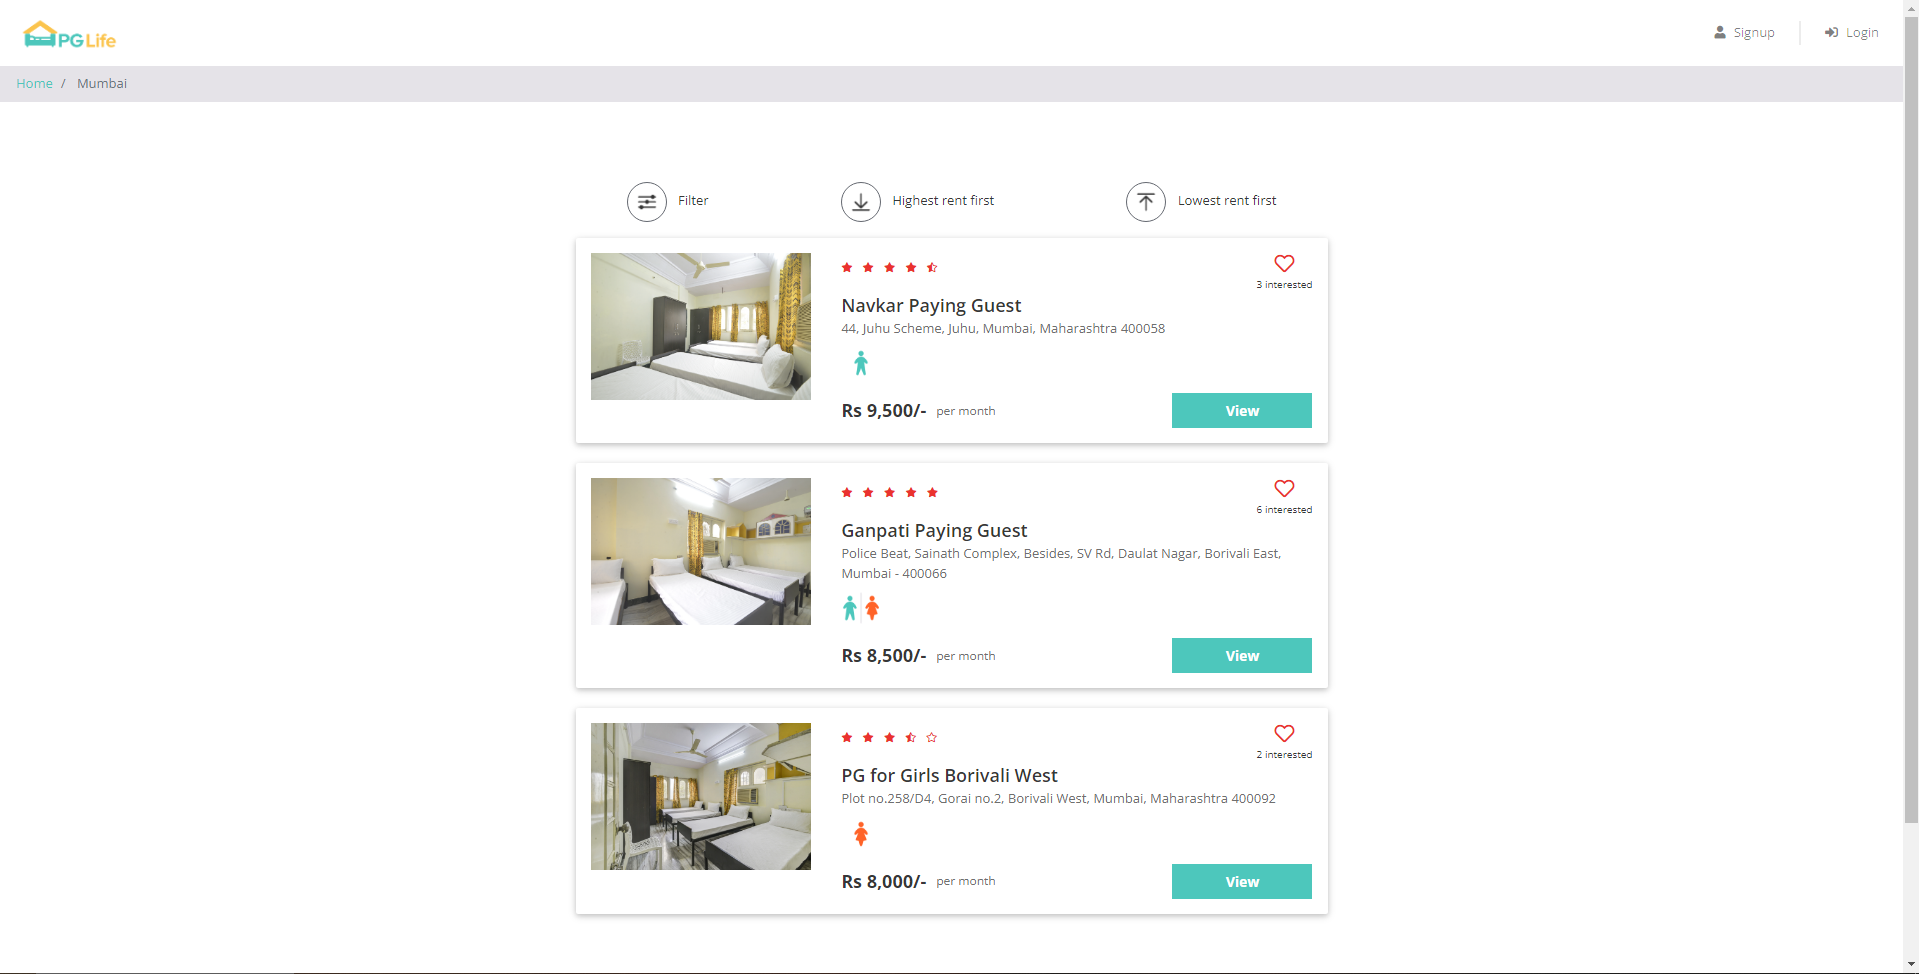 PG Life
Signup
Login
Home / Mumbai
Filter
Highest rent first
Lowest rent first
3 interested
Navkar Paying Guest
44, Juhu Scheme, Juhu, Mumbai, Maharashtra 400058
Rs 9,500/- per month
View
6 interested
Ganpati Paying Guest
Police Beat, Sainath Complex, Besides, SV Rd, Daulat Nagar, Borivali East,
Mumbai - 400066
Rs 8,500/- per month
View
2 interested
PG for Girls Borivali West
Plot no.258/D4, Gorai no.2, Borivali West, Mumbai, Maharashtra 400092
Rs 8,000/- per month
View